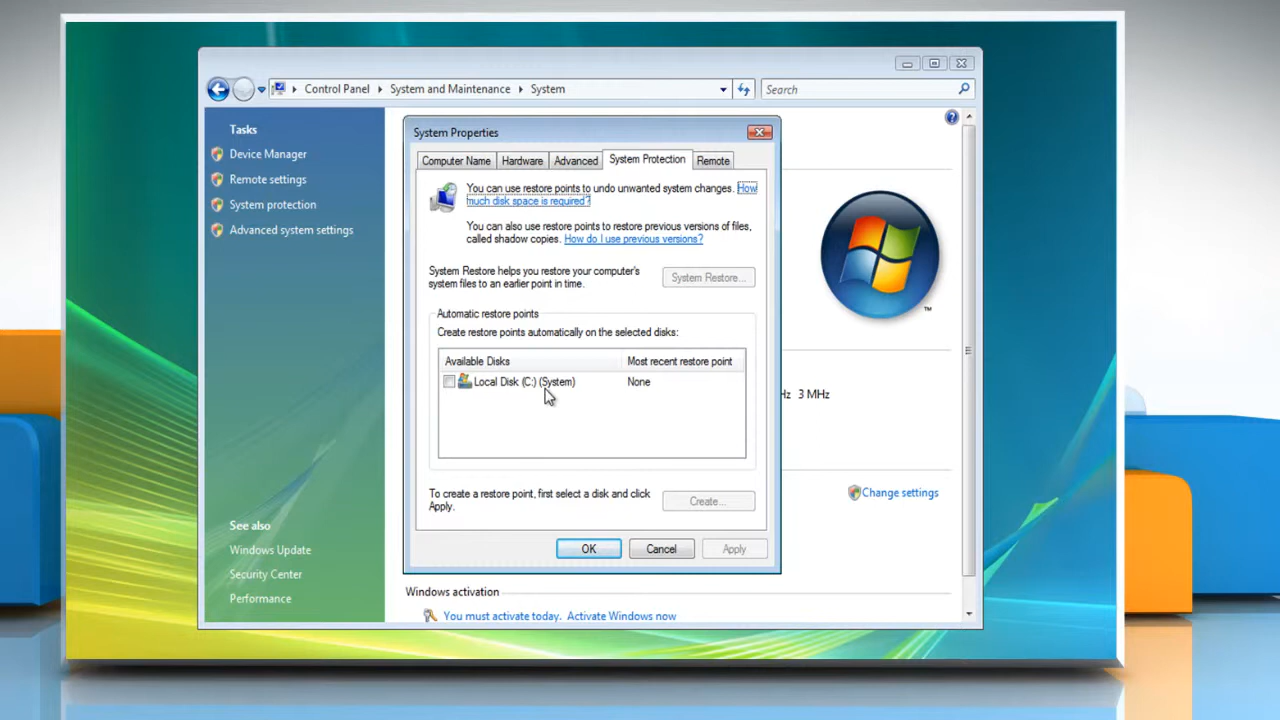 Control Panel
System and Maintenance
System
Search
Tasks
Device Manager
Remote settings
System protection
Advanced system settings
See also
Windows Update
Security Center
Performance
System Properties
Computer Name
Hardware
Advanced
System Protection
Remote
You can use restore points to undo unwanted system changes. How
much disk space is required?
You can also use restore points to restore previous versions of files,
called shadow copies. How do I use previous versions?
System Restore helps you restore your computer's
system files to an earlier point in time.
System Restore...
Automatic restore points
Create restore points automatically on the selected disks:
Available Disks
Most recent restore point
Local Disk (C:) (System)
None
To create a restore point, first select a disk and click
Apply.
Create...
OK
Cancel
Apply
TM
Hz 3 MHz
Change settings
Windows activation
You must activate today. Activate Windows now